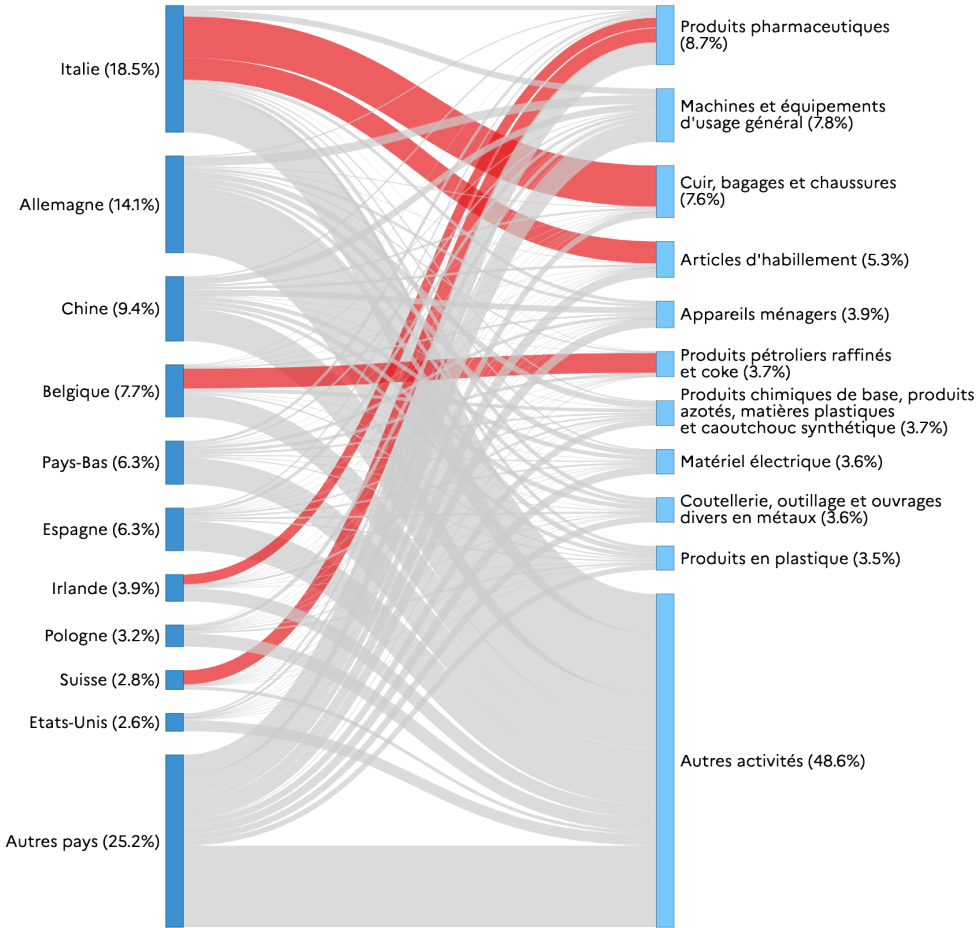 Italie (18.5%)
Allemagne (14.1%)
Chine (9.4%)
Belgique (7.7%)
Pays-Bas (6.3%)
Espagne (6.3%)
Irlande (3.9%)
Pologne (3.2%)
Suisse (2.8%)
Etats-Unis (2.6%)
Autres pays (25.2%)
Produits pharmaceutiques
(8.7%)
Machines et équipements
d'usage général (7.8%)
Cuir, bagages et chaussures
(7.6%)
Articles d'habillement (5.3%)
Appareils ménagers (3.9%)
Produits pétroliers raffinés
et coke (3.7%)
Produits chimiques de base, produits
azotés, matières plastiques
et caoutchouc synthétique (3.7%)
Matériel électrique (3.6%)
Coutellerie, outillage et ouvrages
divers en métaux (3.6%)
Produits en plastique (3.5%)
Autres activités (48.6%)